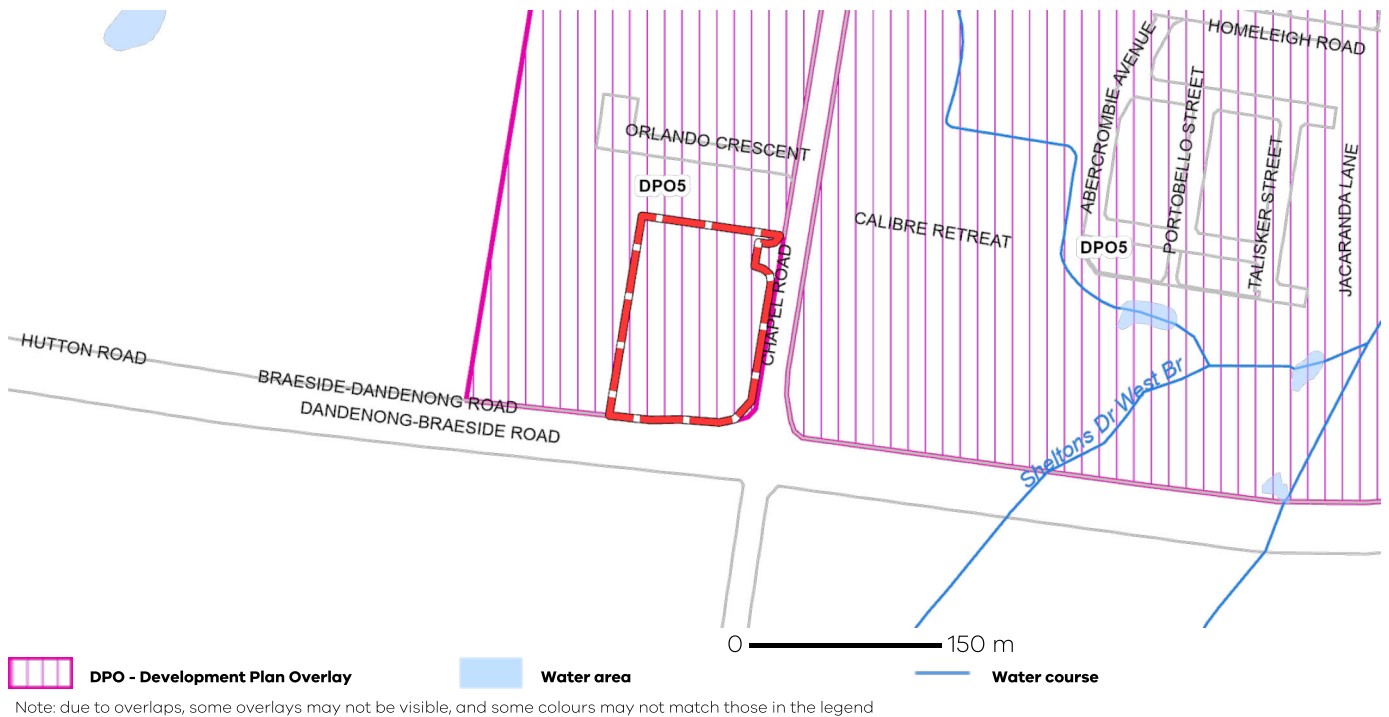 HOMELEIGH ROAD
ABERCROMBIE AVENUE
PORTOBELLO STREET
ORLANDO CRESCENT
TALISKER STREET
JACARANDA LANE
DPO5
CALIBRE RETREAT
DPO5
CHAPEL ROAD
HUTTON ROAD
BRAESIDE-DANDENONG ROAD
DANDENONG-BRAESIDE ROAD
Sheltons Dr West Br
0 150 m
DPO - Development Plan Overlay
Water area
Water course
Note: due to overlaps, some overlays may not be visible, and some colours may not match those in the legend